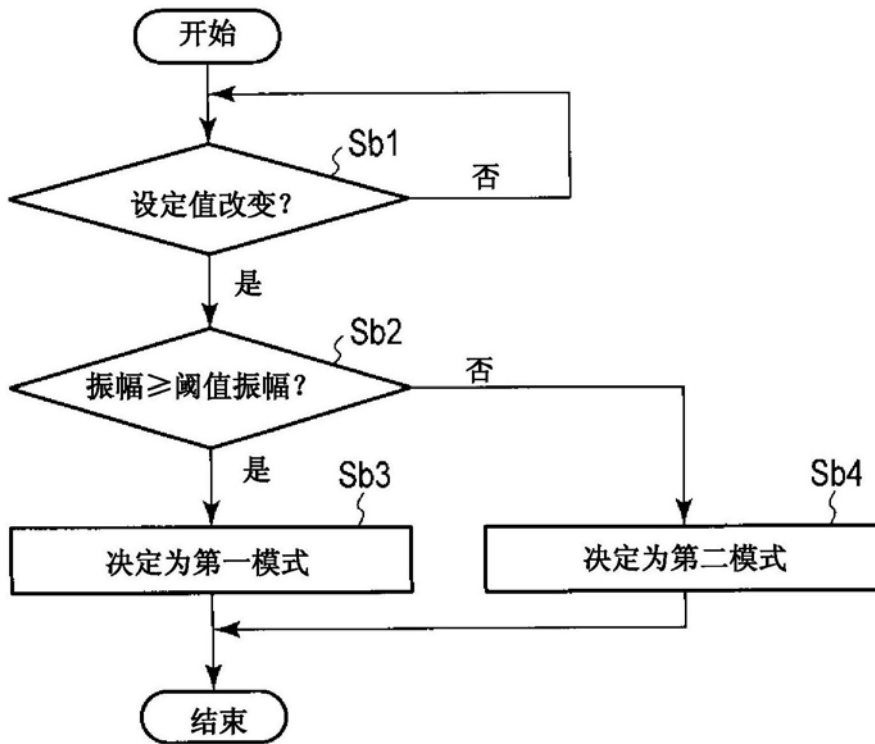 开始
Sb1
设定值改变？
否
是
Sb2
振幅≥阈值振幅？
否
是
Sb3
Sb4
决定为第一模式
决定为第二模式
结束